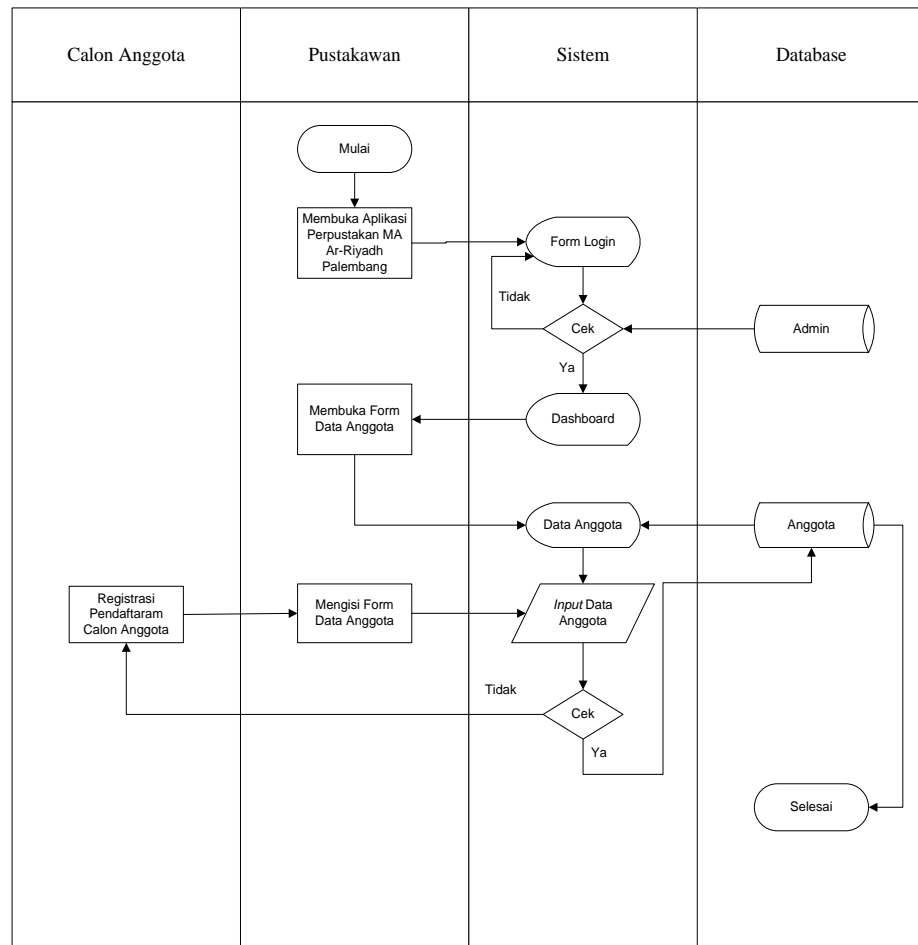 Calon Anggota
Pustakawan
Sistem
Database
Mulai
Membuka Aplikasi
Perpustakan MA
Ar-Riyadh
Palembang
Form Login
Tidak
Cek
Admin
Ya
Membuka Form
Data Anggota
Dashboard
Data Anggota
Anggota
Registrasi
Pendaftaram
Calon Anggota
Mengisi Form
Data Anggota
Input Data
Anggota
Tidak
Cek
Ya
Selesai